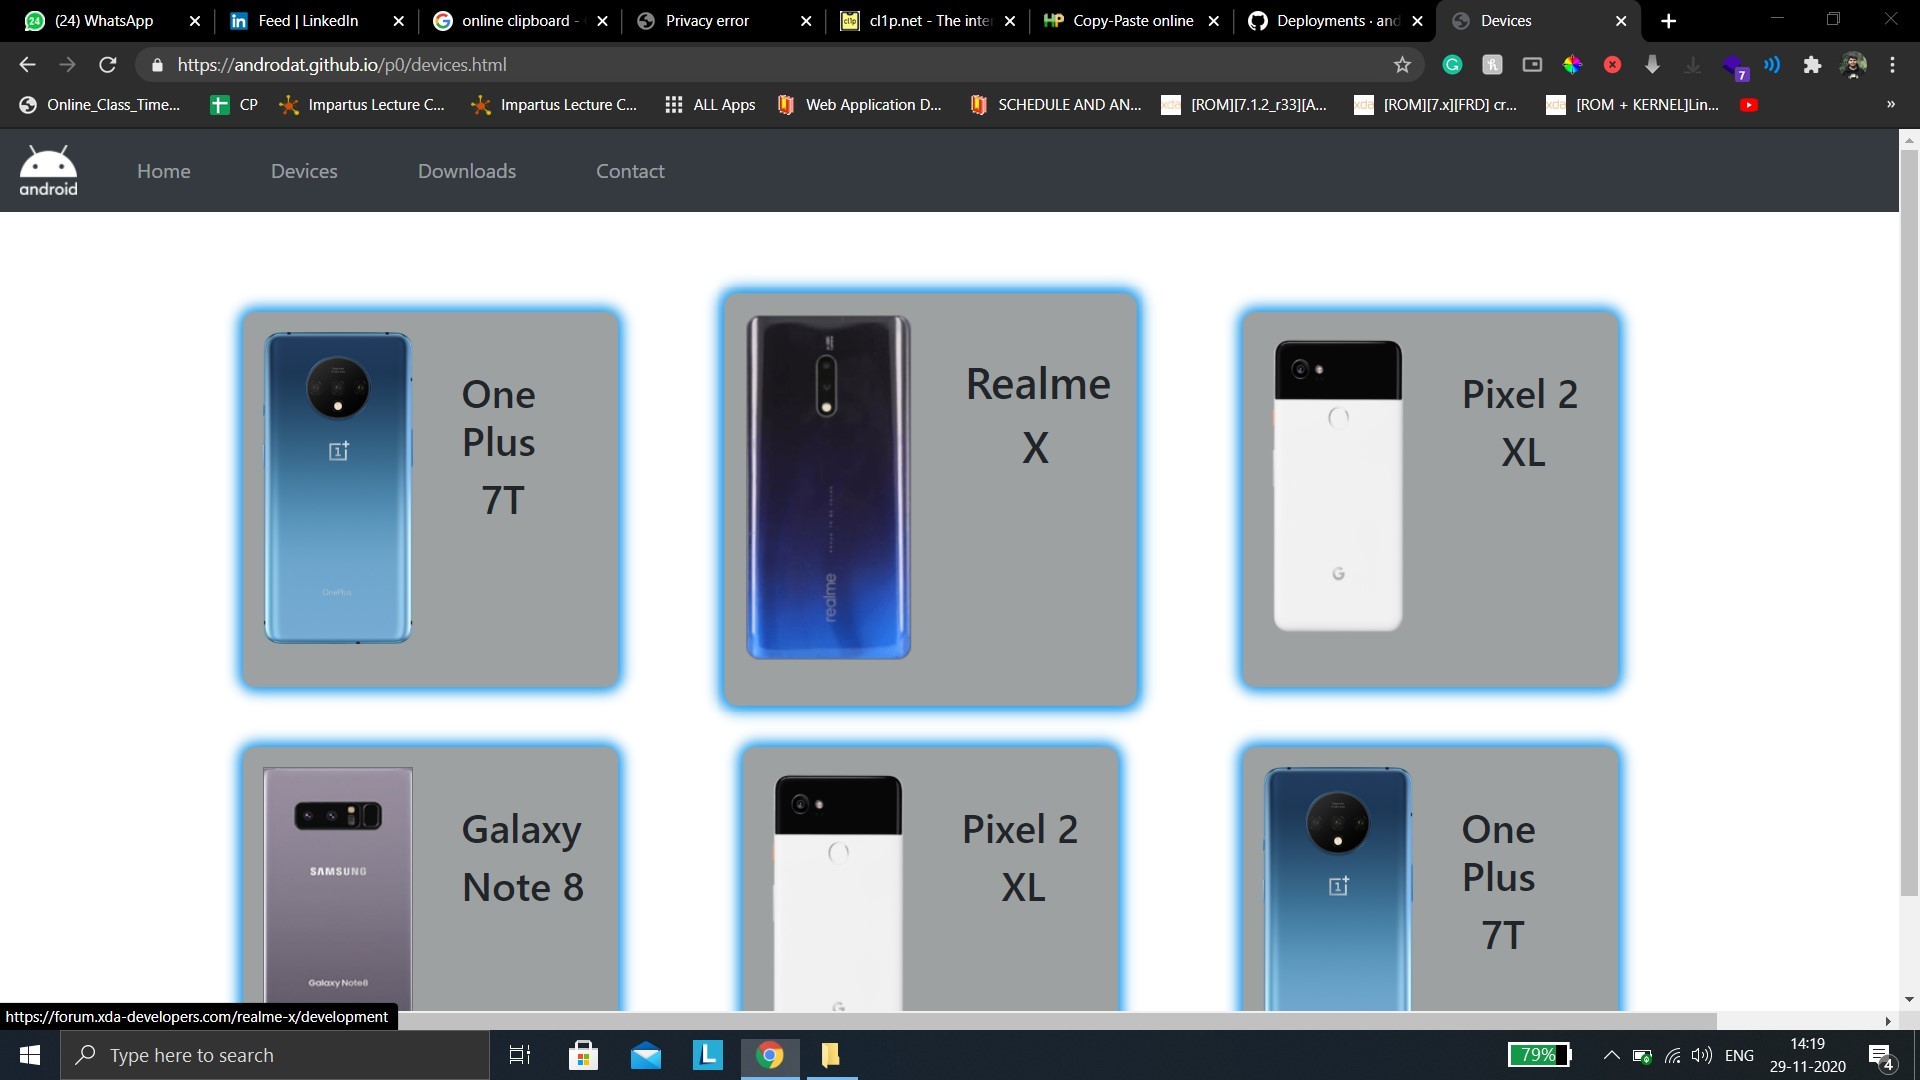 (24) WhatsApp
Feed | LinkedIn
online clipboard -
Privacy error
cl1p.net - The inte
HP Copy-Paste online
Deployments · and
Devices
https://androdat.github.io/p0/devices.html
7
Online_Class_Time...
CP
Impartus Lecture C...
Impartus Lecture C...
ALL Apps
Web Application D...
SCHEDULE AND AN...
[ROM][7.1.2_r33][A...
[ROM][7.x][FRD] cr...
[ROM + KERNEL]Lin...
android
Home
Devices
Downloads
Contact
One
Plus
7T
OnePlus
Realme
X
realme
Pixel 2
XL
G
Galaxy
Note 8
SAMSUNG
Galaxy Note8
Pixel 2
XL
One
Plus
7T
https://forum.xda-developers.com/realme-x/development
Type here to search
79%
ENG
14:19
29-11-2020
4